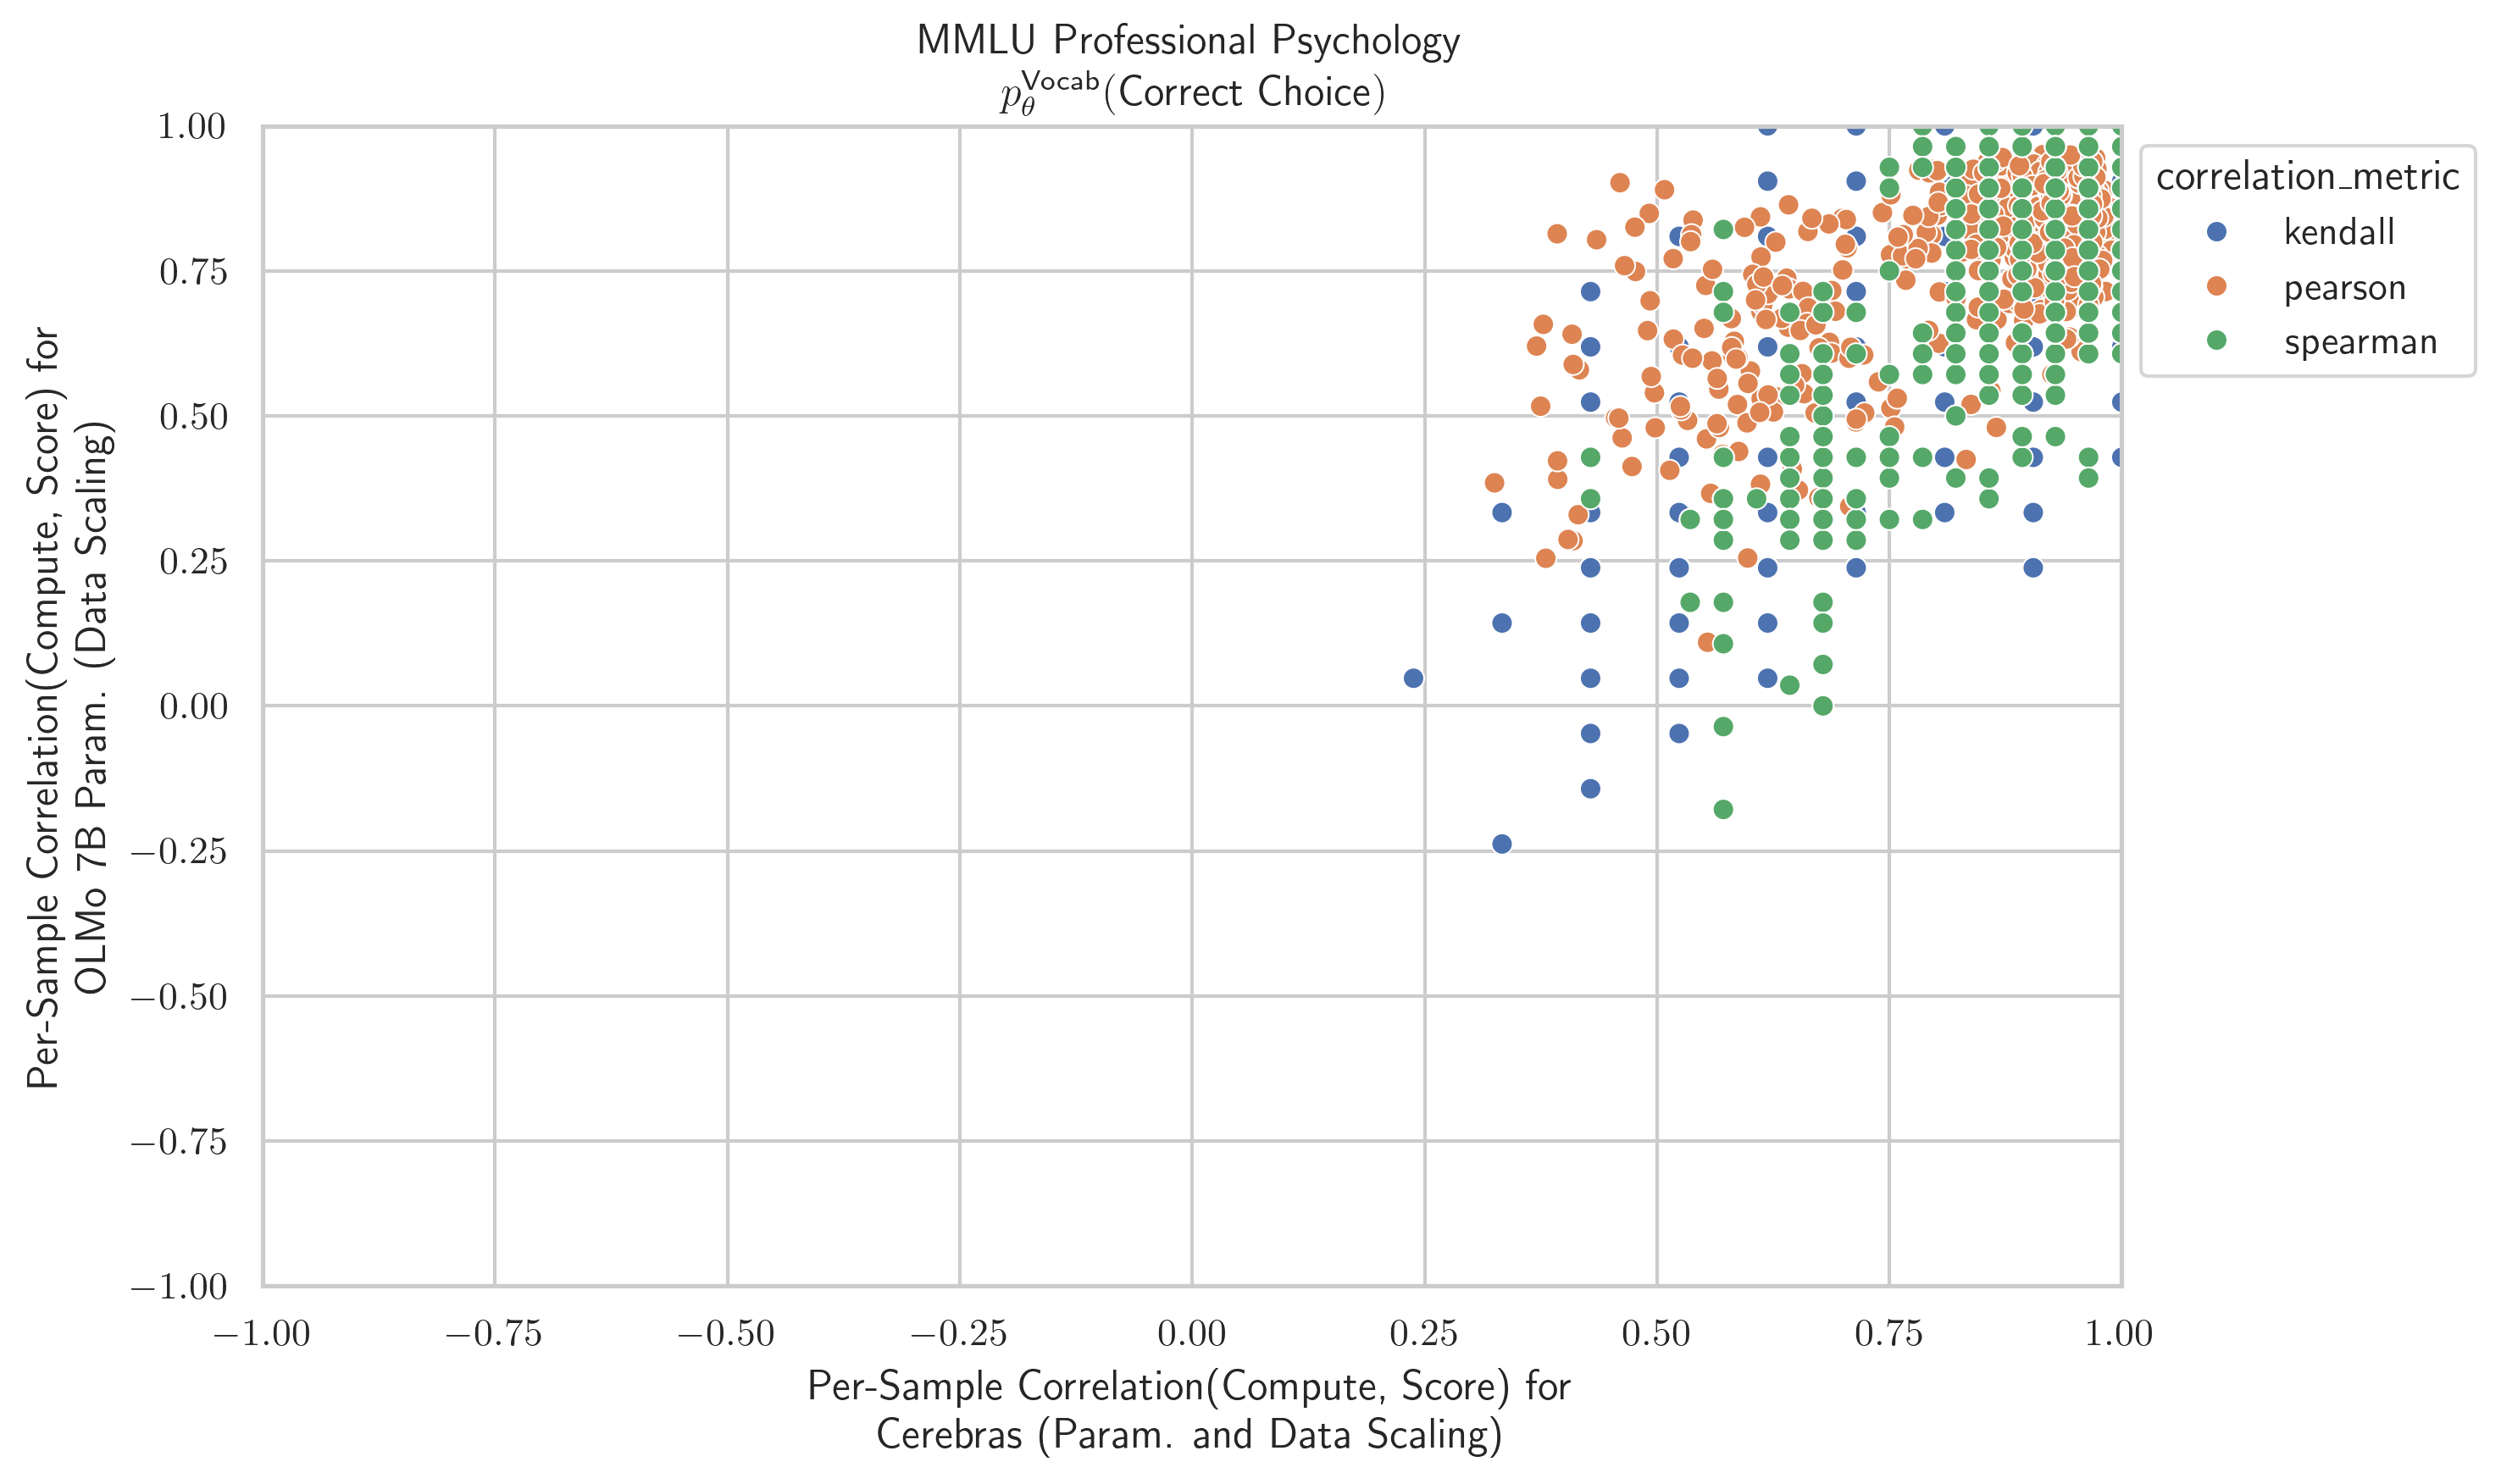 MMLU Professional Psychology
p_θ^Vocab(Correct Choice)
Per-Sample Correlation(Compute, Score) for
OLMo 7B Param. (Data Scaling)
1.00
0.75
0.50
0.25
0.00
−0.25
−0.50
−0.75
−1.00
−1.00
−0.75
−0.50
−0.25
0.00
0.25
0.50
0.75
1.00
Per-Sample Correlation(Compute, Score) for
Cerebras (Param. and Data Scaling)
correlation_metric
kendall
pearson
spearman